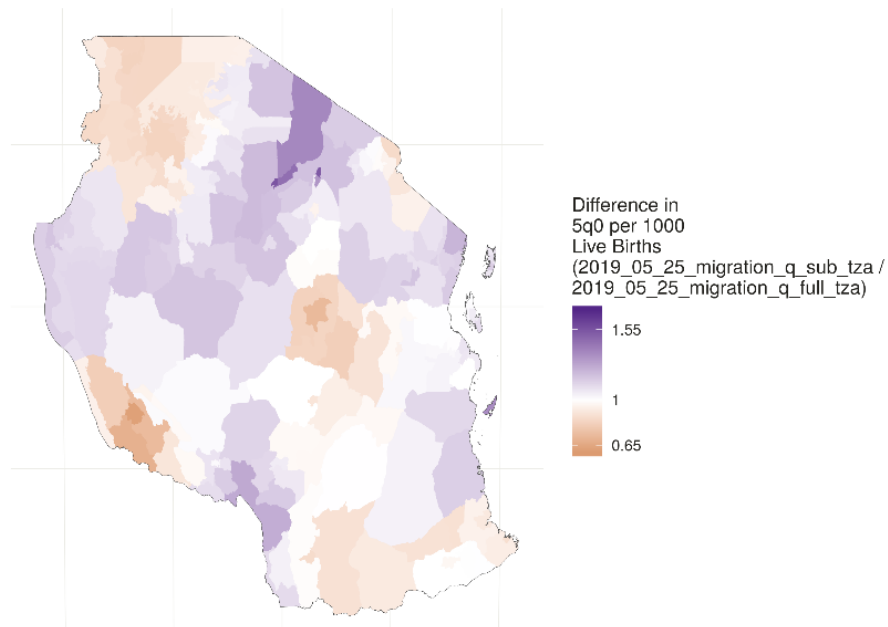 Difference in
5q0 per 1000
Live Births
(2019_05_25_migration_q_sub_tza /
2019_05_25_migration_q_full_tza)
1.55
1
0.65